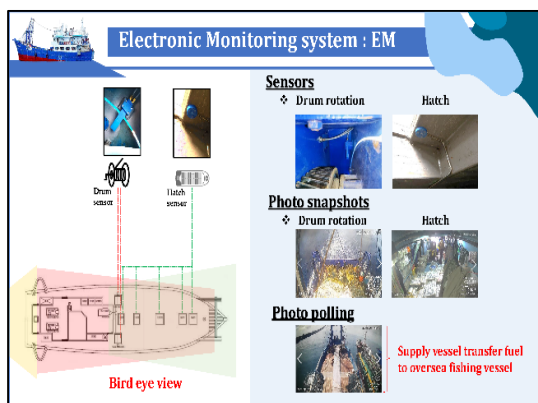 Electronic Monitoring system : EM
Drum
sensor
Hatch
sensor
Bird eye view
Sensors
❖ Drum rotation
Hatch
Photo snapshots
❖ Drum rotation
Hatch
Photo polling
Supply vessel transfer fuel
to oversea fishing vessel